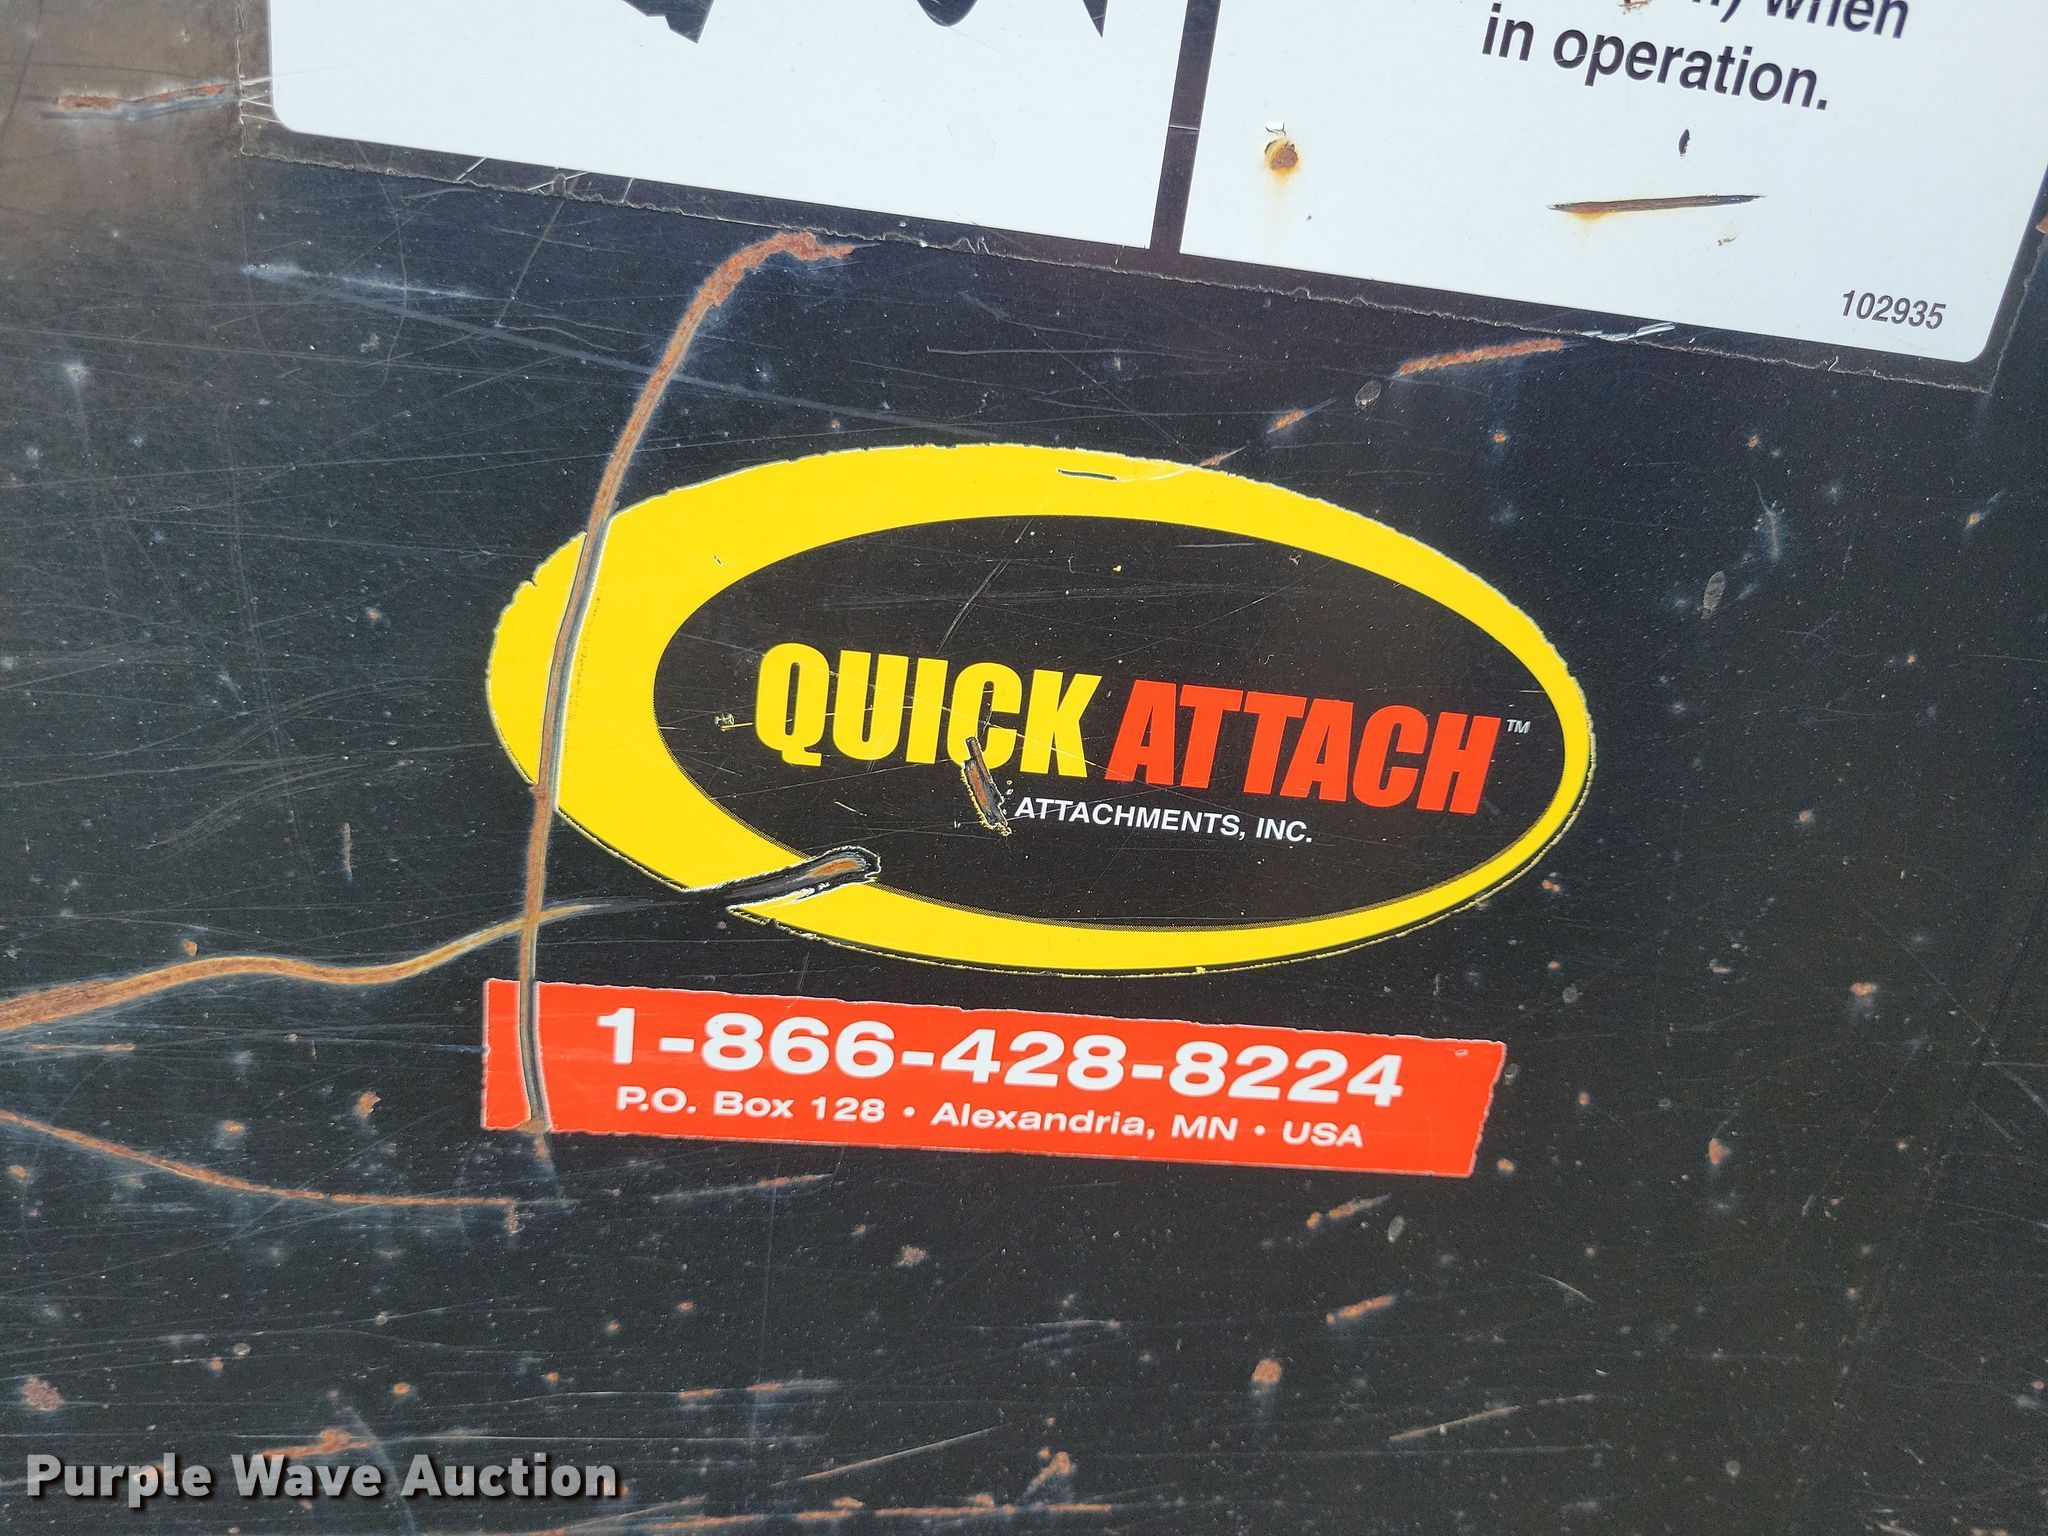 when
in operation.
102935
QUICK ATTACH™
ATTACHMENTS, INC.
1-866-428-8224
P.O. Box 128 • Alexandria, MN • USA
Purple Wave Auction